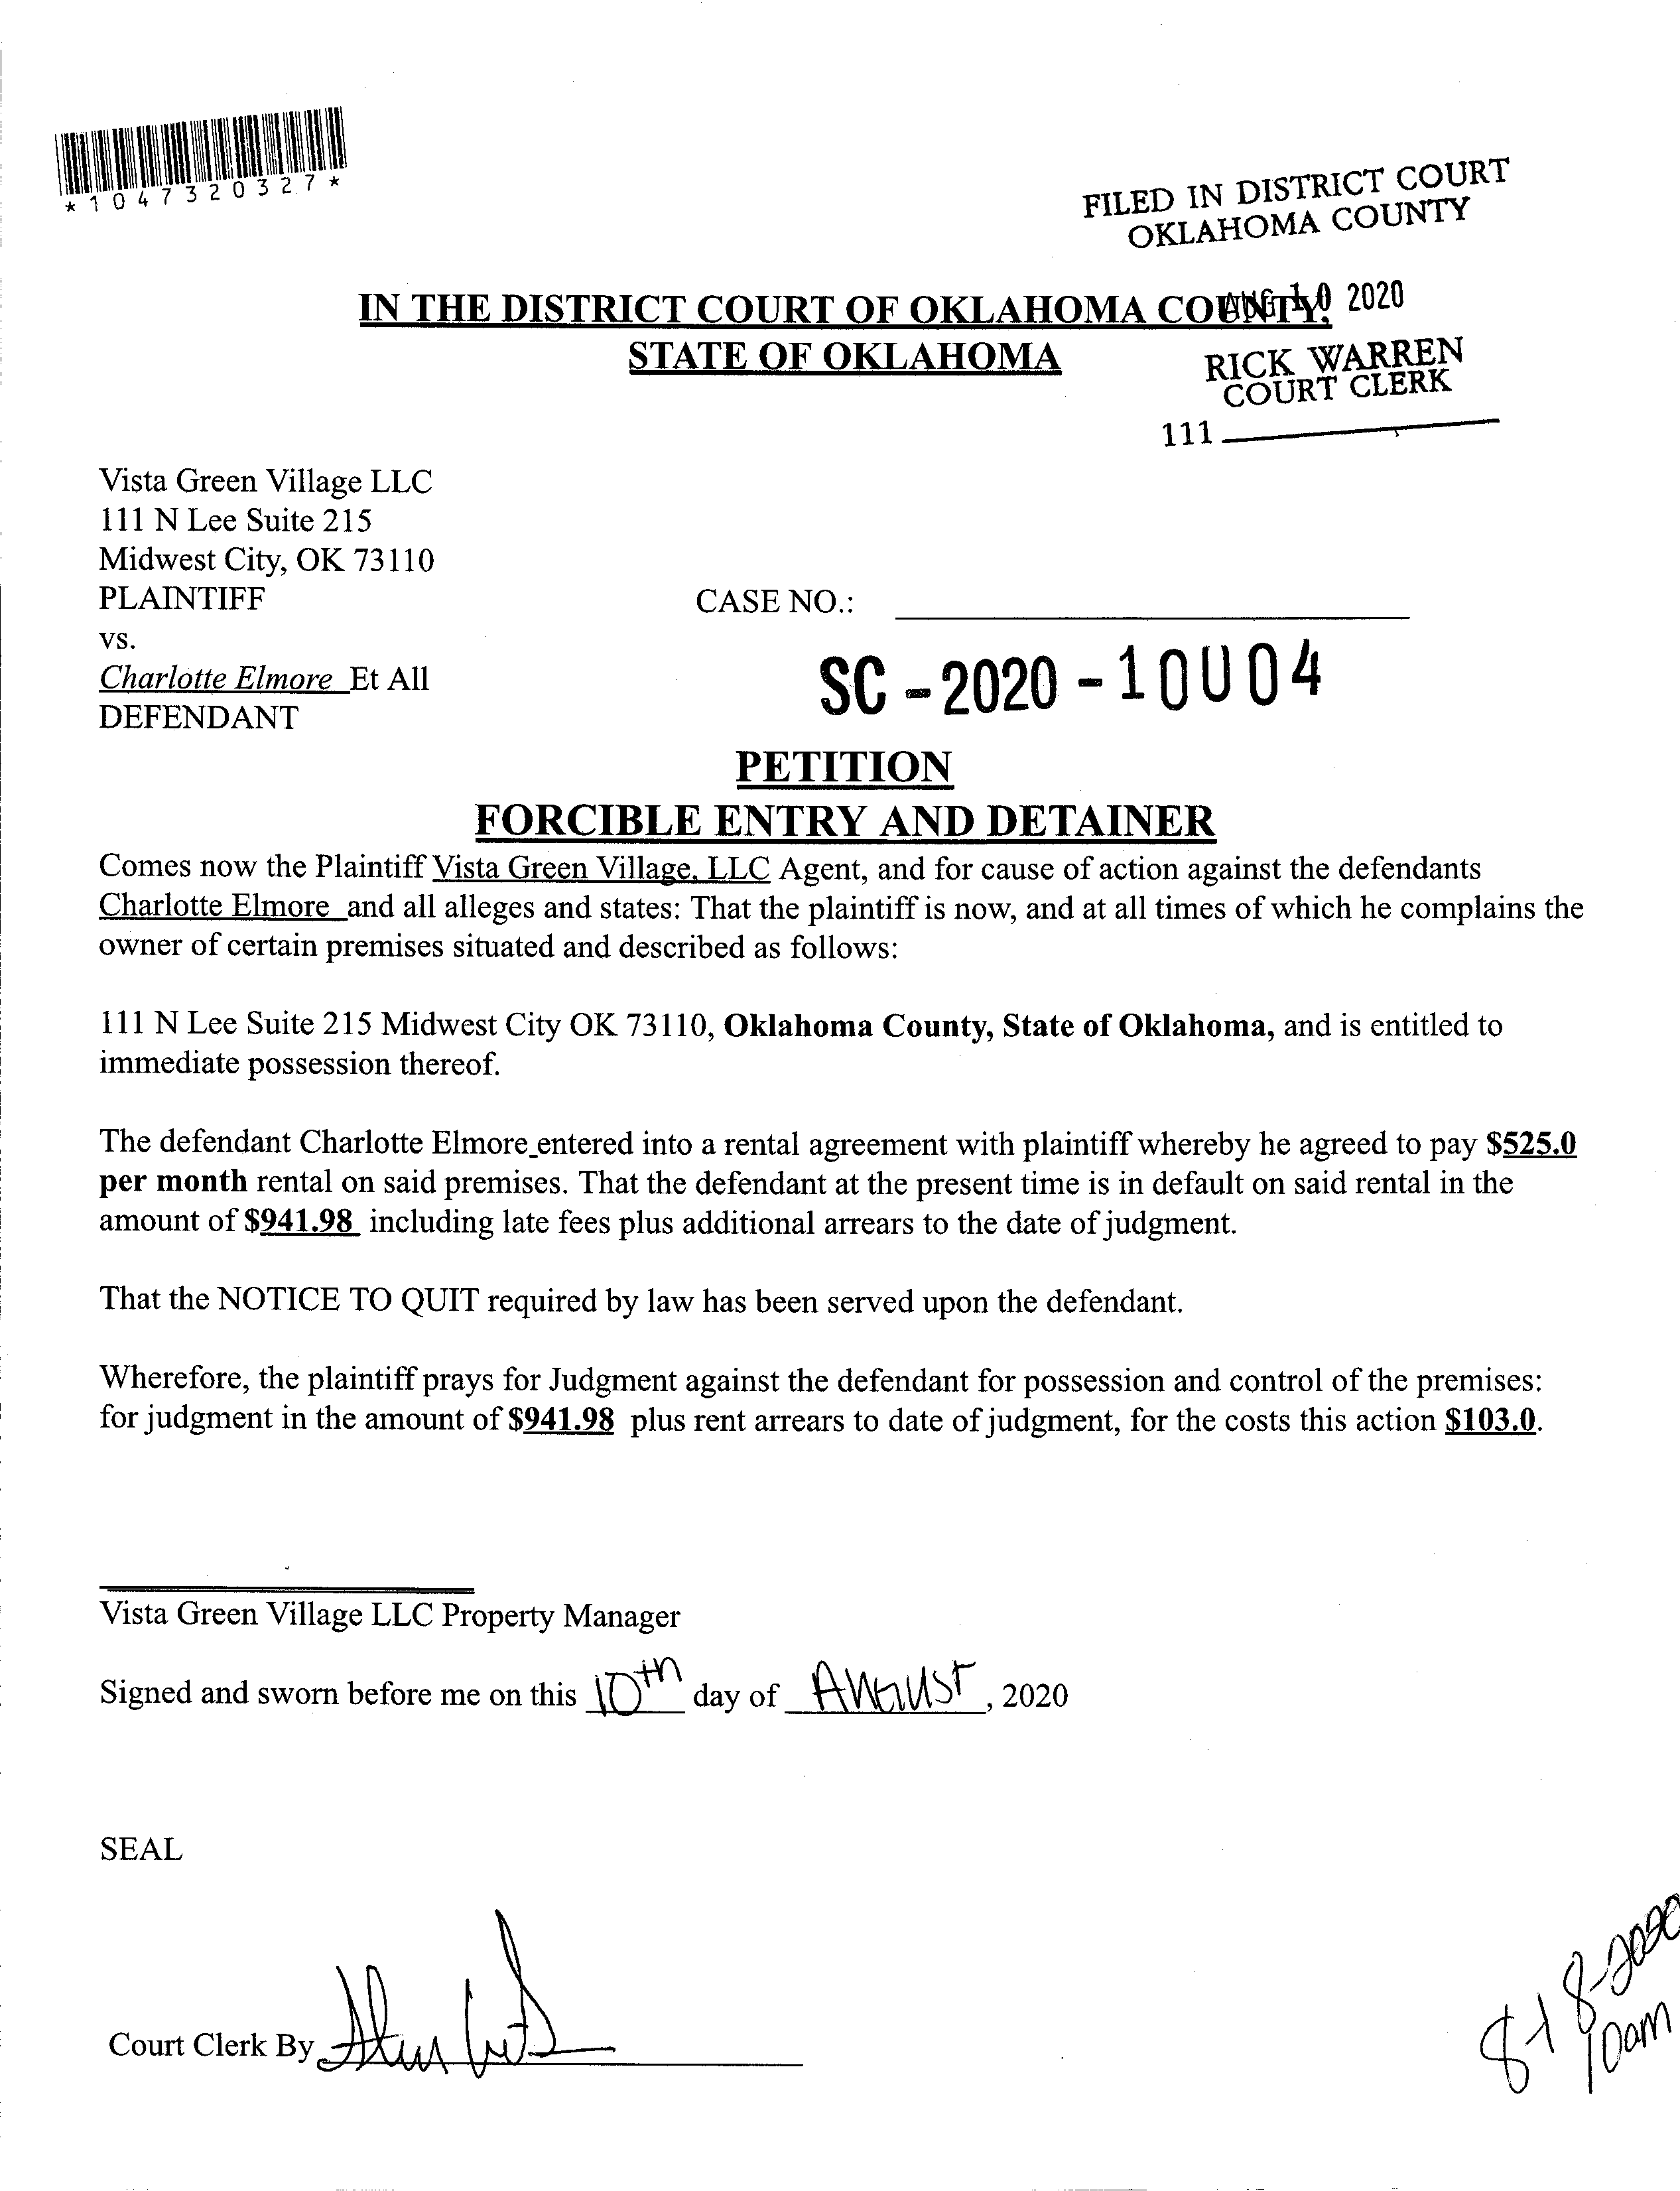 *1047320327*
FILED IN DISTRICT COURT
OKLAHOMA COUNTY
IN THE DISTRICT COURT OF OKLAHOMA COUNTY,
AUG 10 2020
STATE OF OKLAHOMA
RICK WARREN
COURT CLERK
111
Vista Green Village LLC
111 N Lee Suite 215
Midwest City, OK 73110
PLAINTIFF
CASE NO.:
vs.
Charlotte Elmore Et All
SC-2020-10004
DEFENDANT
PETITION
FORCIBLE ENTRY AND DETAINER
Comes now the Plaintiff Vista Green Village, LLC Agent, and for cause of action against the defendants
Charlotte Elmore and all alleges and states: That the plaintiff is now, and at all times of which he complains the
owner of certain premises situated and described as follows:
111 N Lee Suite 215 Midwest City OK 73110, Oklahoma County, State of Oklahoma, and is entitled to
immediate possession thereof.
The defendant Charlotte Elmore entered into a rental agreement with plaintiff whereby he agreed to pay $525.0
per month rental on said premises. That the defendant at the present time is in default on said rental in the
amount of $941.98 including late fees plus additional arrears to the date of judgment.
That the NOTICE TO QUIT required by law has been served upon the defendant.
Wherefore, the plaintiff prays for Judgment against the defendant for possession and control of the premises:
for judgment in the amount of $941.98 plus rent arrears to date of judgment, for the costs this action $103.0.
Vista Green Village LLC Property Manager
Signed and sworn before me on this 10th day of August, 2020
SEAL
Court Clerk By
8-18-2020
10am